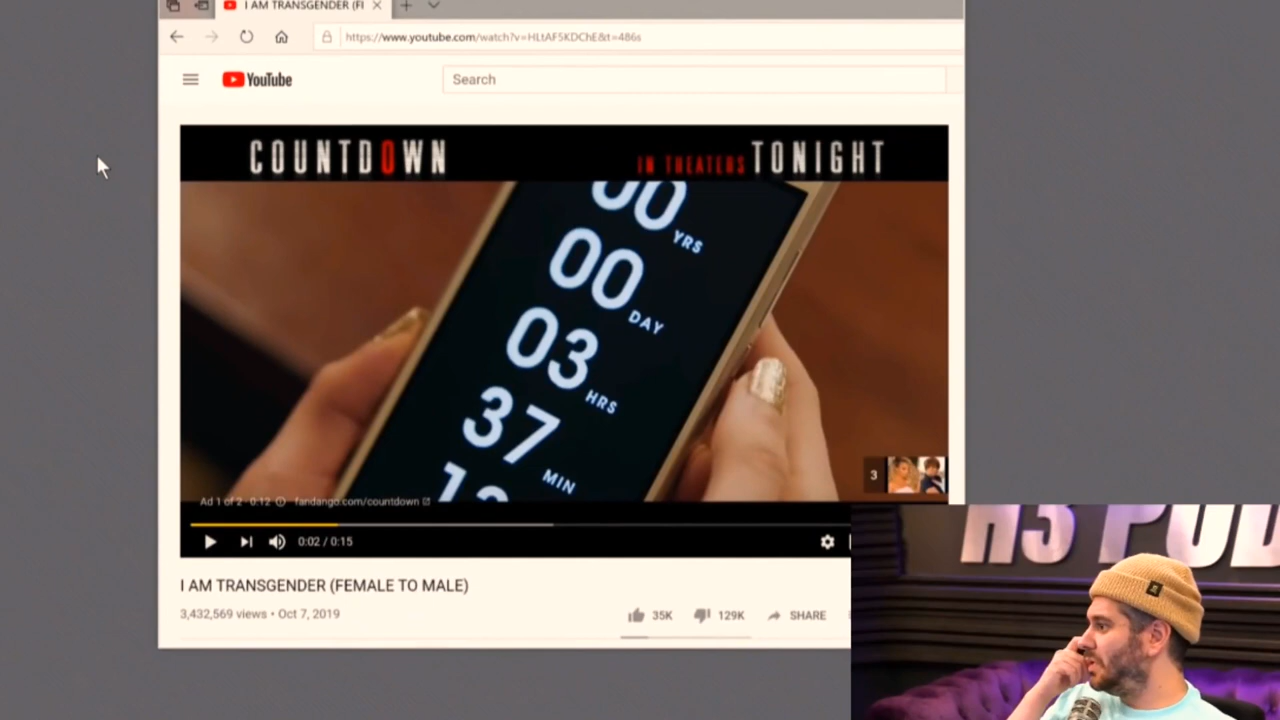 I AM TRANSGENDER (FI
https://www.youtube.com/watch?v=HLtAF5KDChE&t=486s
YouTube
Search
COUNTDOWN
IN THEATERS TONIGHT
00 YRS
00 DAY
03 HRS
37 MIN
3
Ad 1 of 2 · 0:12 fandango.com/countdown
0:02 / 0:15
I AM TRANSGENDER (FEMALE TO MALE)
3,432,569 views • Oct 7, 2019
35K
129K
SHARE
H3 POD